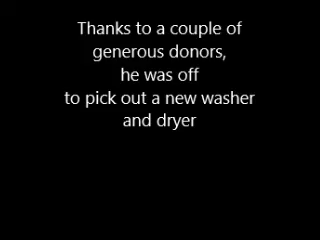 Thanks to a couple of
generous donors,
he was off
to pick out a new washer
and dryer